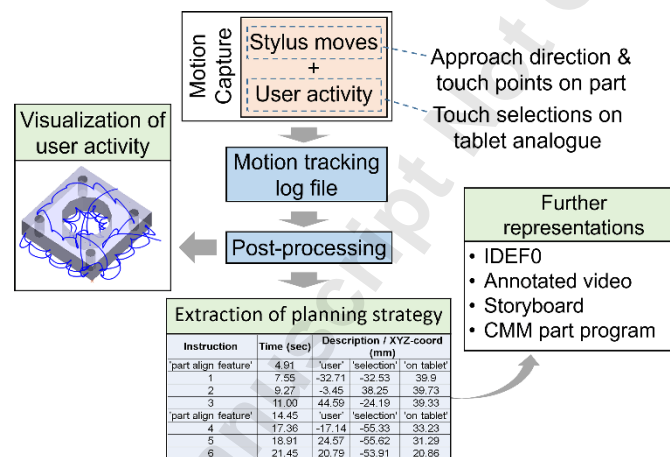 Motion
Capture
Stylus moves
+
User activity
Approach direction &
touch points on part
Touch selections on
tablet analogue
Visualization of
user activity
Motion tracking
log file
Post-processing
Further
representations
• IDEF0
• Annotated video
• Storyboard
• CMM part program
Extraction of planning strategy
Instruction Time (sec) Description / XYZ-coord
(mm)
'part align feature' 4.91 'user' 'selection' 'on tablet'
1 7.55 -32.71 -32.53 39.9
2 9.27 -3.45 38.25 39.73
3 11.00 44.59 -24.19 39.33
'part align feature' 14.45 'user' 'selection' 'on tablet'
4 17.36 -17.14 -55.33 33.23
5 18.91 24.57 -55.62 31.29
6 21.45 20.79 -53.91 20.86